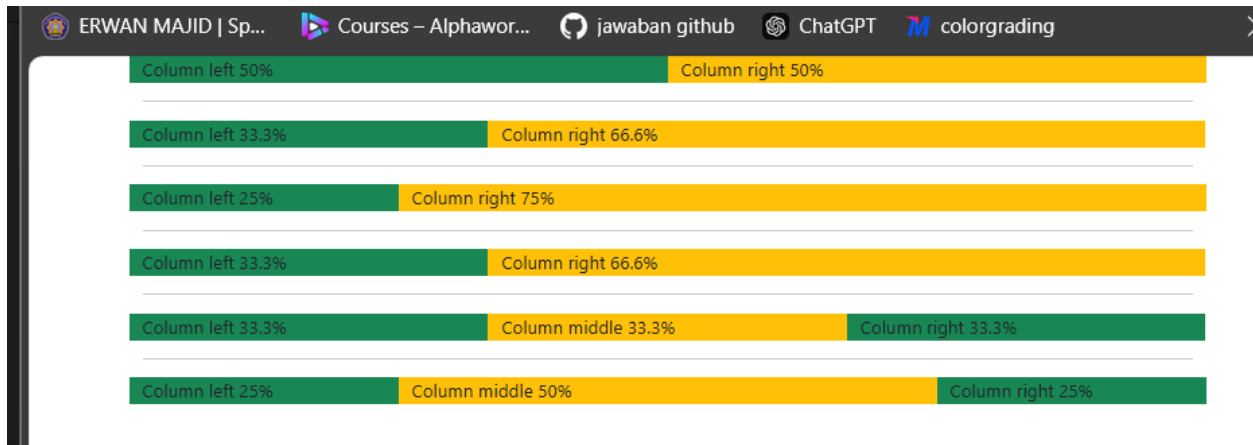 ERWAN MAJID | Sp... Courses – Alphawor... jawaban github ChatGPT colorgrading
Column left 50% Column right 50%
Column left 33.3% Column right 66.6%
Column left 25% Column right 75%
Column left 33.3% Column right 66.6%
Column left 33.3% Column middle 33.3% Column right 33.3%
Column left 25% Column middle 50% Column right 25%